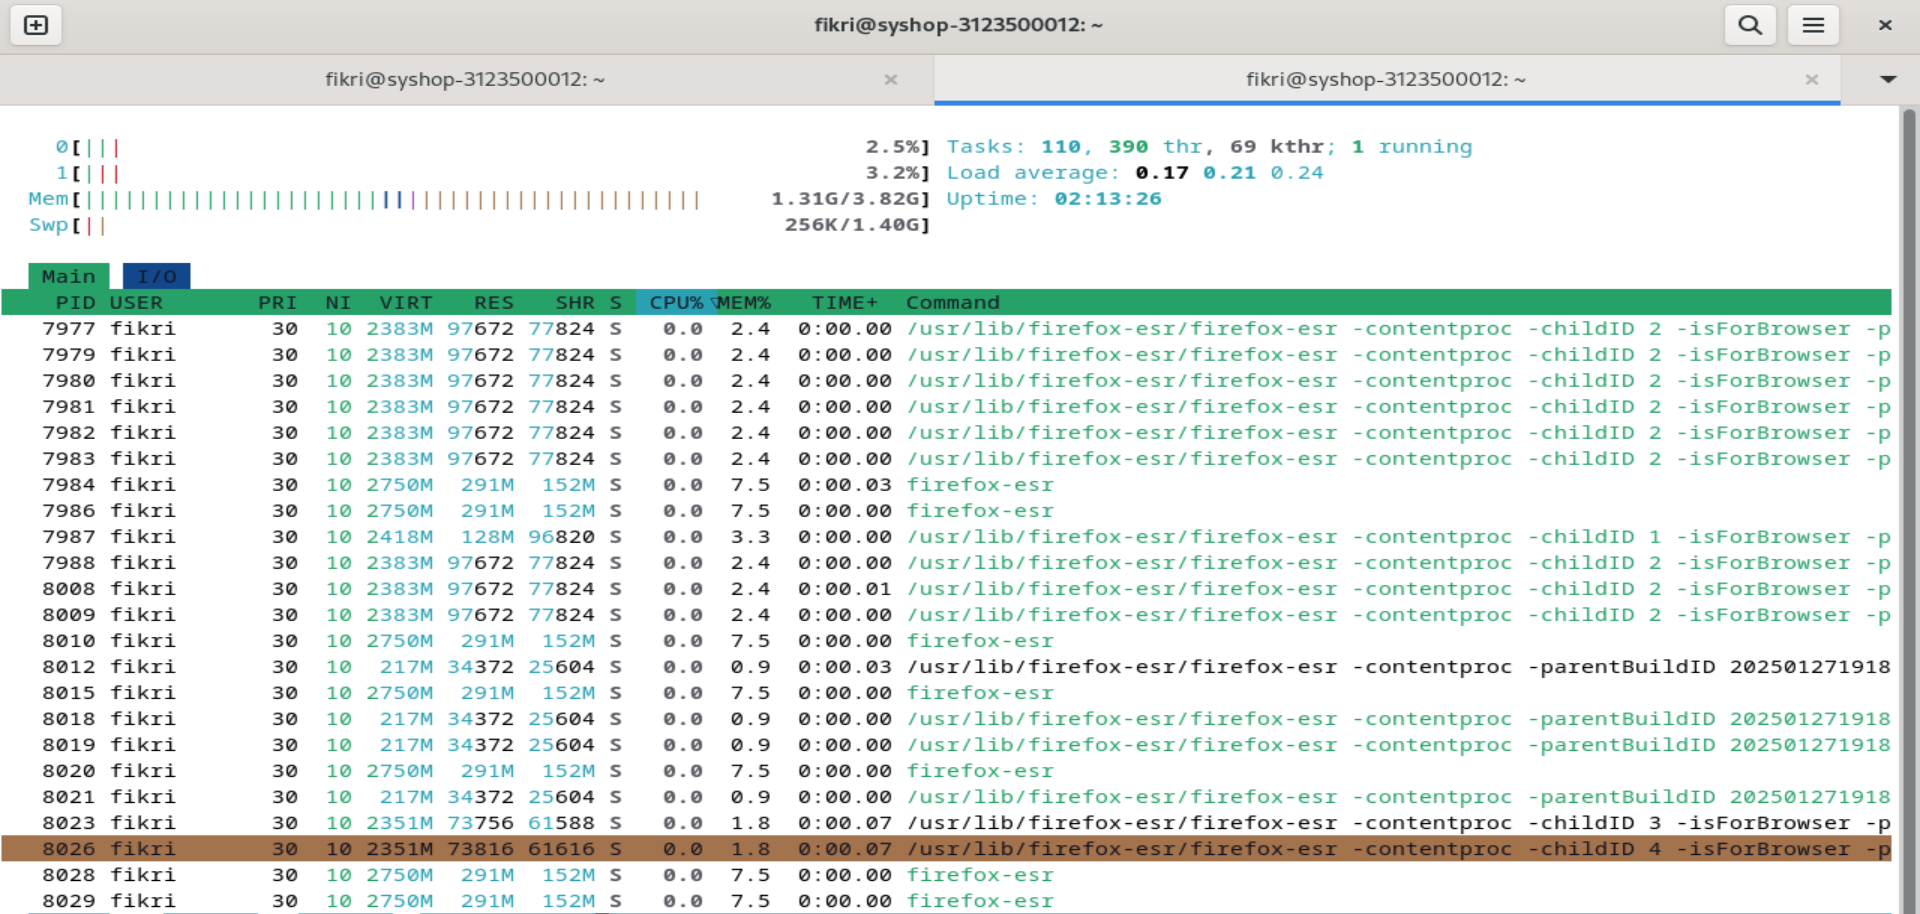 fikri@syshop-3123500012: ~
fikri@syshop-3123500012: ~ × fikri@syshop-3123500012: ~ ×
0[||| 2.5%] Tasks: 110, 390 thr, 69 kthr; 1 running
1[||| 3.2%] Load average: 0.17 0.21 0.24
Mem[|||||||||||||||||||||||||||||||||||||||||||||| 1.31G/3.82G] Uptime: 02:13:26
Swp[|| 256K/1.40G]
Main I/O
PID USER PRI NI VIRT RES SHR S CPU%▽MEM% TIME+ Command
7977 fikri 30 10 2383M 97672 77824 S 0.0 2.4 0:00.00 /usr/lib/firefox-esr/firefox-esr -contentproc -childID 2 -isForBrowser -p
7979 fikri 30 10 2383M 97672 77824 S 0.0 2.4 0:00.00 /usr/lib/firefox-esr/firefox-esr -contentproc -childID 2 -isForBrowser -p
7980 fikri 30 10 2383M 97672 77824 S 0.0 2.4 0:00.00 /usr/lib/firefox-esr/firefox-esr -contentproc -childID 2 -isForBrowser -p
7981 fikri 30 10 2383M 97672 77824 S 0.0 2.4 0:00.00 /usr/lib/firefox-esr/firefox-esr -contentproc -childID 2 -isForBrowser -p
7982 fikri 30 10 2383M 97672 77824 S 0.0 2.4 0:00.00 /usr/lib/firefox-esr/firefox-esr -contentproc -childID 2 -isForBrowser -p
7983 fikri 30 10 2383M 97672 77824 S 0.0 2.4 0:00.00 /usr/lib/firefox-esr/firefox-esr -contentproc -childID 2 -isForBrowser -p
7984 fikri 30 10 2750M 291M 152M S 0.0 7.5 0:00.03 firefox-esr
7986 fikri 30 10 2750M 291M 152M S 0.0 7.5 0:00.00 firefox-esr
7987 fikri 30 10 2418M 128M 96820 S 0.0 3.3 0:00.00 /usr/lib/firefox-esr/firefox-esr -contentproc -childID 1 -isForBrowser -p
7988 fikri 30 10 2383M 97672 77824 S 0.0 2.4 0:00.00 /usr/lib/firefox-esr/firefox-esr -contentproc -childID 2 -isForBrowser -p
8008 fikri 30 10 2383M 97672 77824 S 0.0 2.4 0:00.01 /usr/lib/firefox-esr/firefox-esr -contentproc -childID 2 -isForBrowser -p
8009 fikri 30 10 2383M 97672 77824 S 0.0 2.4 0:00.00 /usr/lib/firefox-esr/firefox-esr -contentproc -childID 2 -isForBrowser -p
8010 fikri 30 10 2750M 291M 152M S 0.0 7.5 0:00.00 firefox-esr
8012 fikri 30 10 217M 34372 25604 S 0.0 0.9 0:00.03 /usr/lib/firefox-esr/firefox-esr -contentproc -parentBuildID 202501271918
8015 fikri 30 10 2750M 291M 152M S 0.0 7.5 0:00.00 firefox-esr
8018 fikri 30 10 217M 34372 25604 S 0.0 0.9 0:00.00 /usr/lib/firefox-esr/firefox-esr -contentproc -parentBuildID 202501271918
8019 fikri 30 10 217M 34372 25604 S 0.0 0.9 0:00.00 /usr/lib/firefox-esr/firefox-esr -contentproc -parentBuildID 202501271918
8020 fikri 30 10 2750M 291M 152M S 0.0 7.5 0:00.00 firefox-esr
8021 fikri 30 10 217M 34372 25604 S 0.0 0.9 0:00.00 /usr/lib/firefox-esr/firefox-esr -contentproc -parentBuildID 202501271918
8023 fikri 30 10 2351M 73756 61588 S 0.0 1.8 0:00.07 /usr/lib/firefox-esr/firefox-esr -contentproc -childID 3 -isForBrowser -p
8026 fikri 30 10 2351M 73816 61616 S 0.0 1.8 0:00.07 /usr/lib/firefox-esr/firefox-esr -contentproc -childID 4 -isForBrowser -p
8028 fikri 30 10 2750M 291M 152M S 0.0 7.5 0:00.00 firefox-esr
8029 fikri 30 10 2750M 291M 152M S 0.0 7.5 0:00.00 firefox-esr